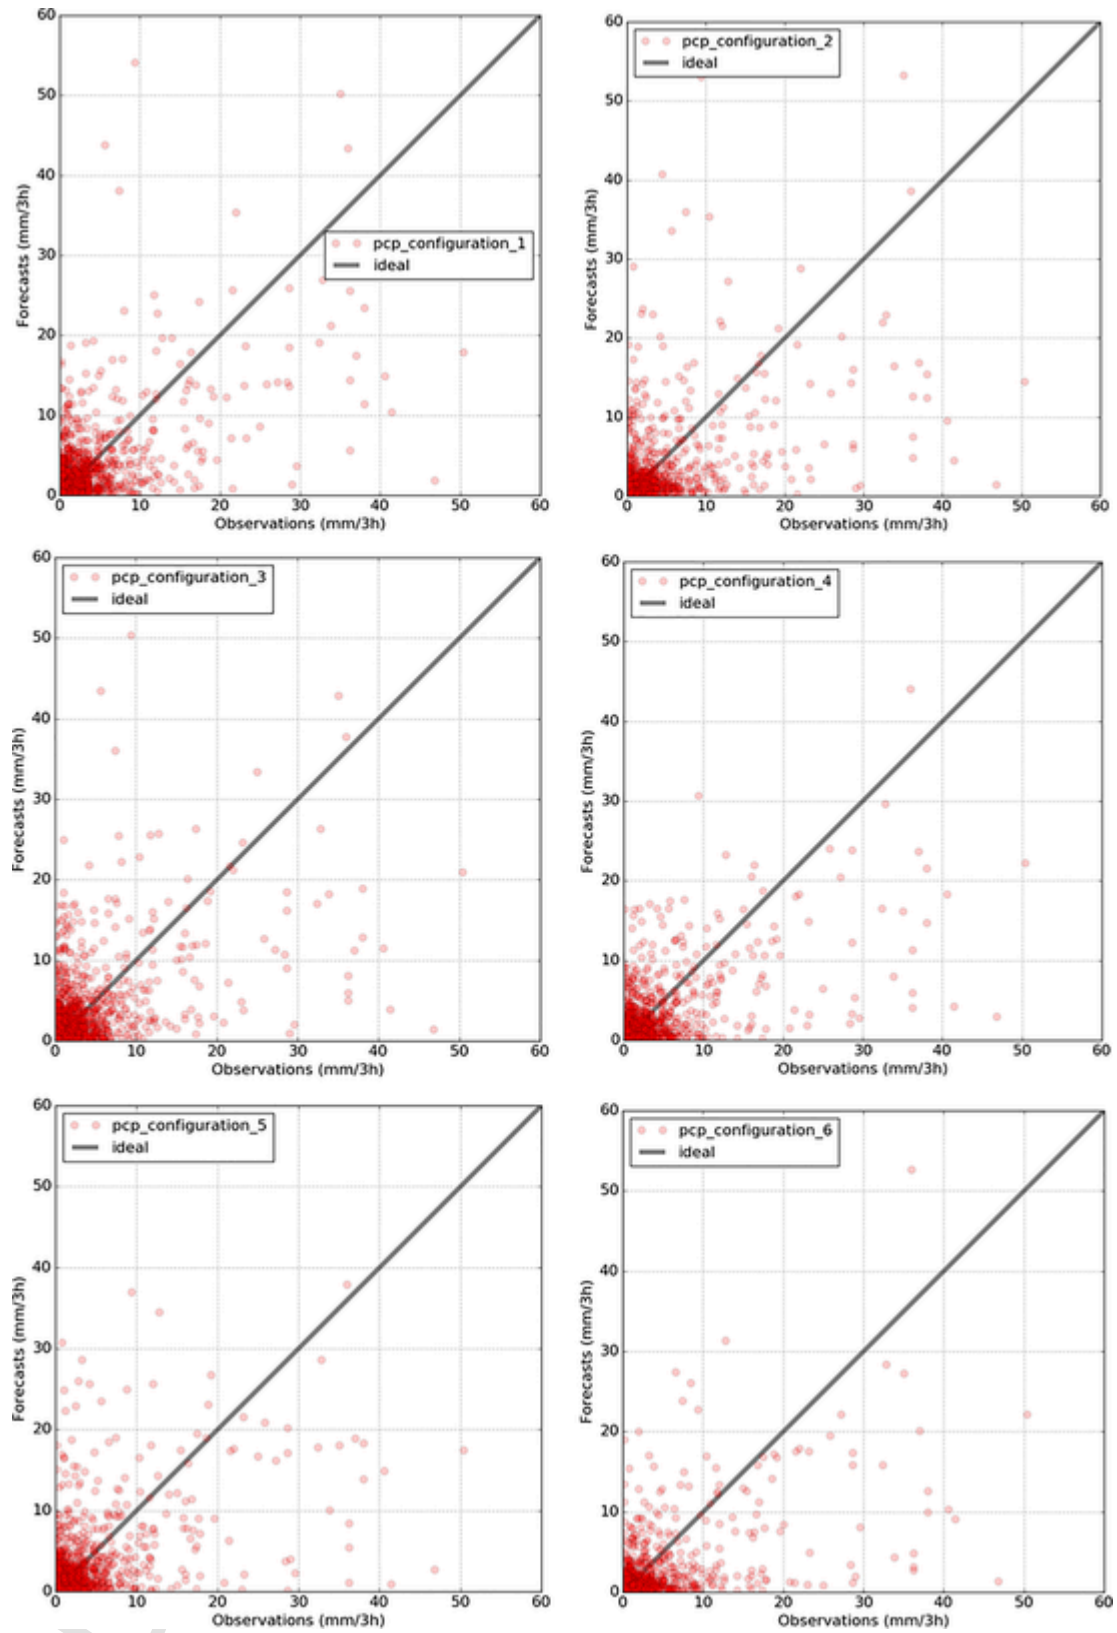 60
50
40
30
20
10
0
0 10 20 30 40 50 60
Forecasts (mm/3h)
Observations (mm/3h)
pcp_configuration_1
ideal
60
50
40
30
20
10
0
0 10 20 30 40 50 60
Forecasts (mm/3h)
Observations (mm/3h)
pcp_configuration_2
ideal
60
50
40
30
20
10
0
0 10 20 30 40 50 60
Forecasts (mm/3h)
Observations (mm/3h)
pcp_configuration_3
ideal
60
50
40
30
20
10
0
0 10 20 30 40 50 60
Forecasts (mm/3h)
Observations (mm/3h)
pcp_configuration_4
ideal
60
50
40
30
20
10
0
0 10 20 30 40 50 60
Forecasts (mm/3h)
Observations (mm/3h)
pcp_configuration_5
ideal
60
50
40
30
20
10
0
0 10 20 30 40 50 60
Forecasts (mm/3h)
Observations (mm/3h)
pcp_configuration_6
ideal